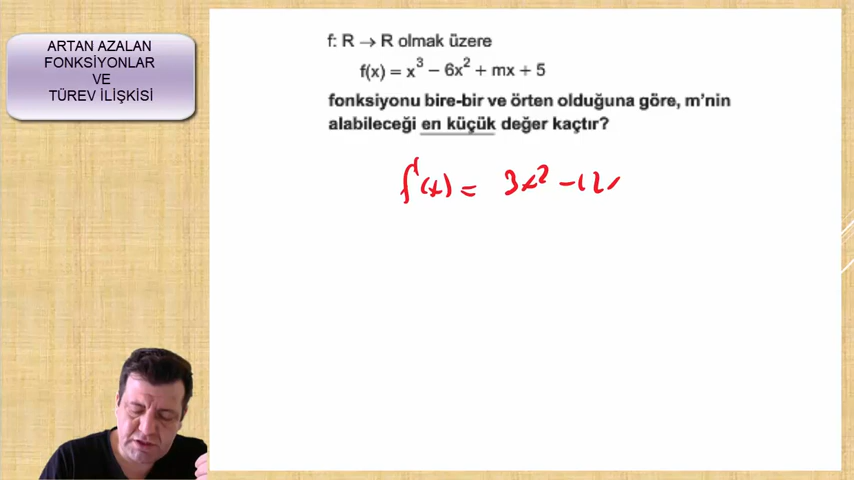 ARTAN AZALAN
FONKSİYONLAR
VE
TÜREV İLİŞKİSİ
f: R → R olmak üzere
f(x) = x³ − 6x² + mx + 5
fonksiyonu bire-bir ve örten olduğuna göre, m'nin
alabileceği en küçük değer kaçtır?
f'(x) = 3x² − 12